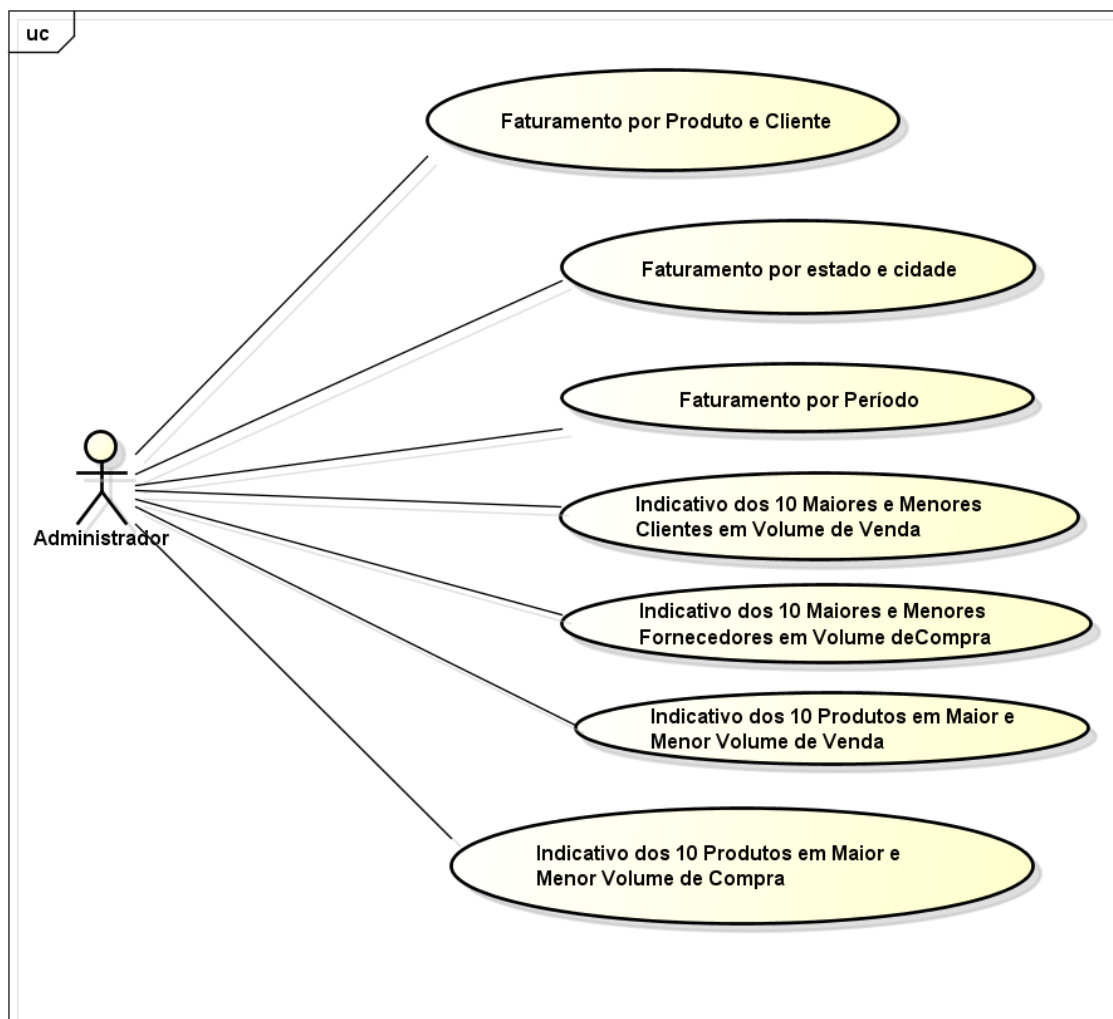 uc
Faturamento por Produto e Cliente
Faturamento por estado e cidade
Faturamento por Período
Indicativo dos 10 Maiores e Menores
Clientes em Volume de Venda
Administrador
Indicativo dos 10 Maiores e Menores
Fornecedores em Volume deCompra
Indicativo dos 10 Produtos em Maior e
Menor Volume de Venda
Indicativo dos 10 Produtos em Maior e
Menor Volume de Compra